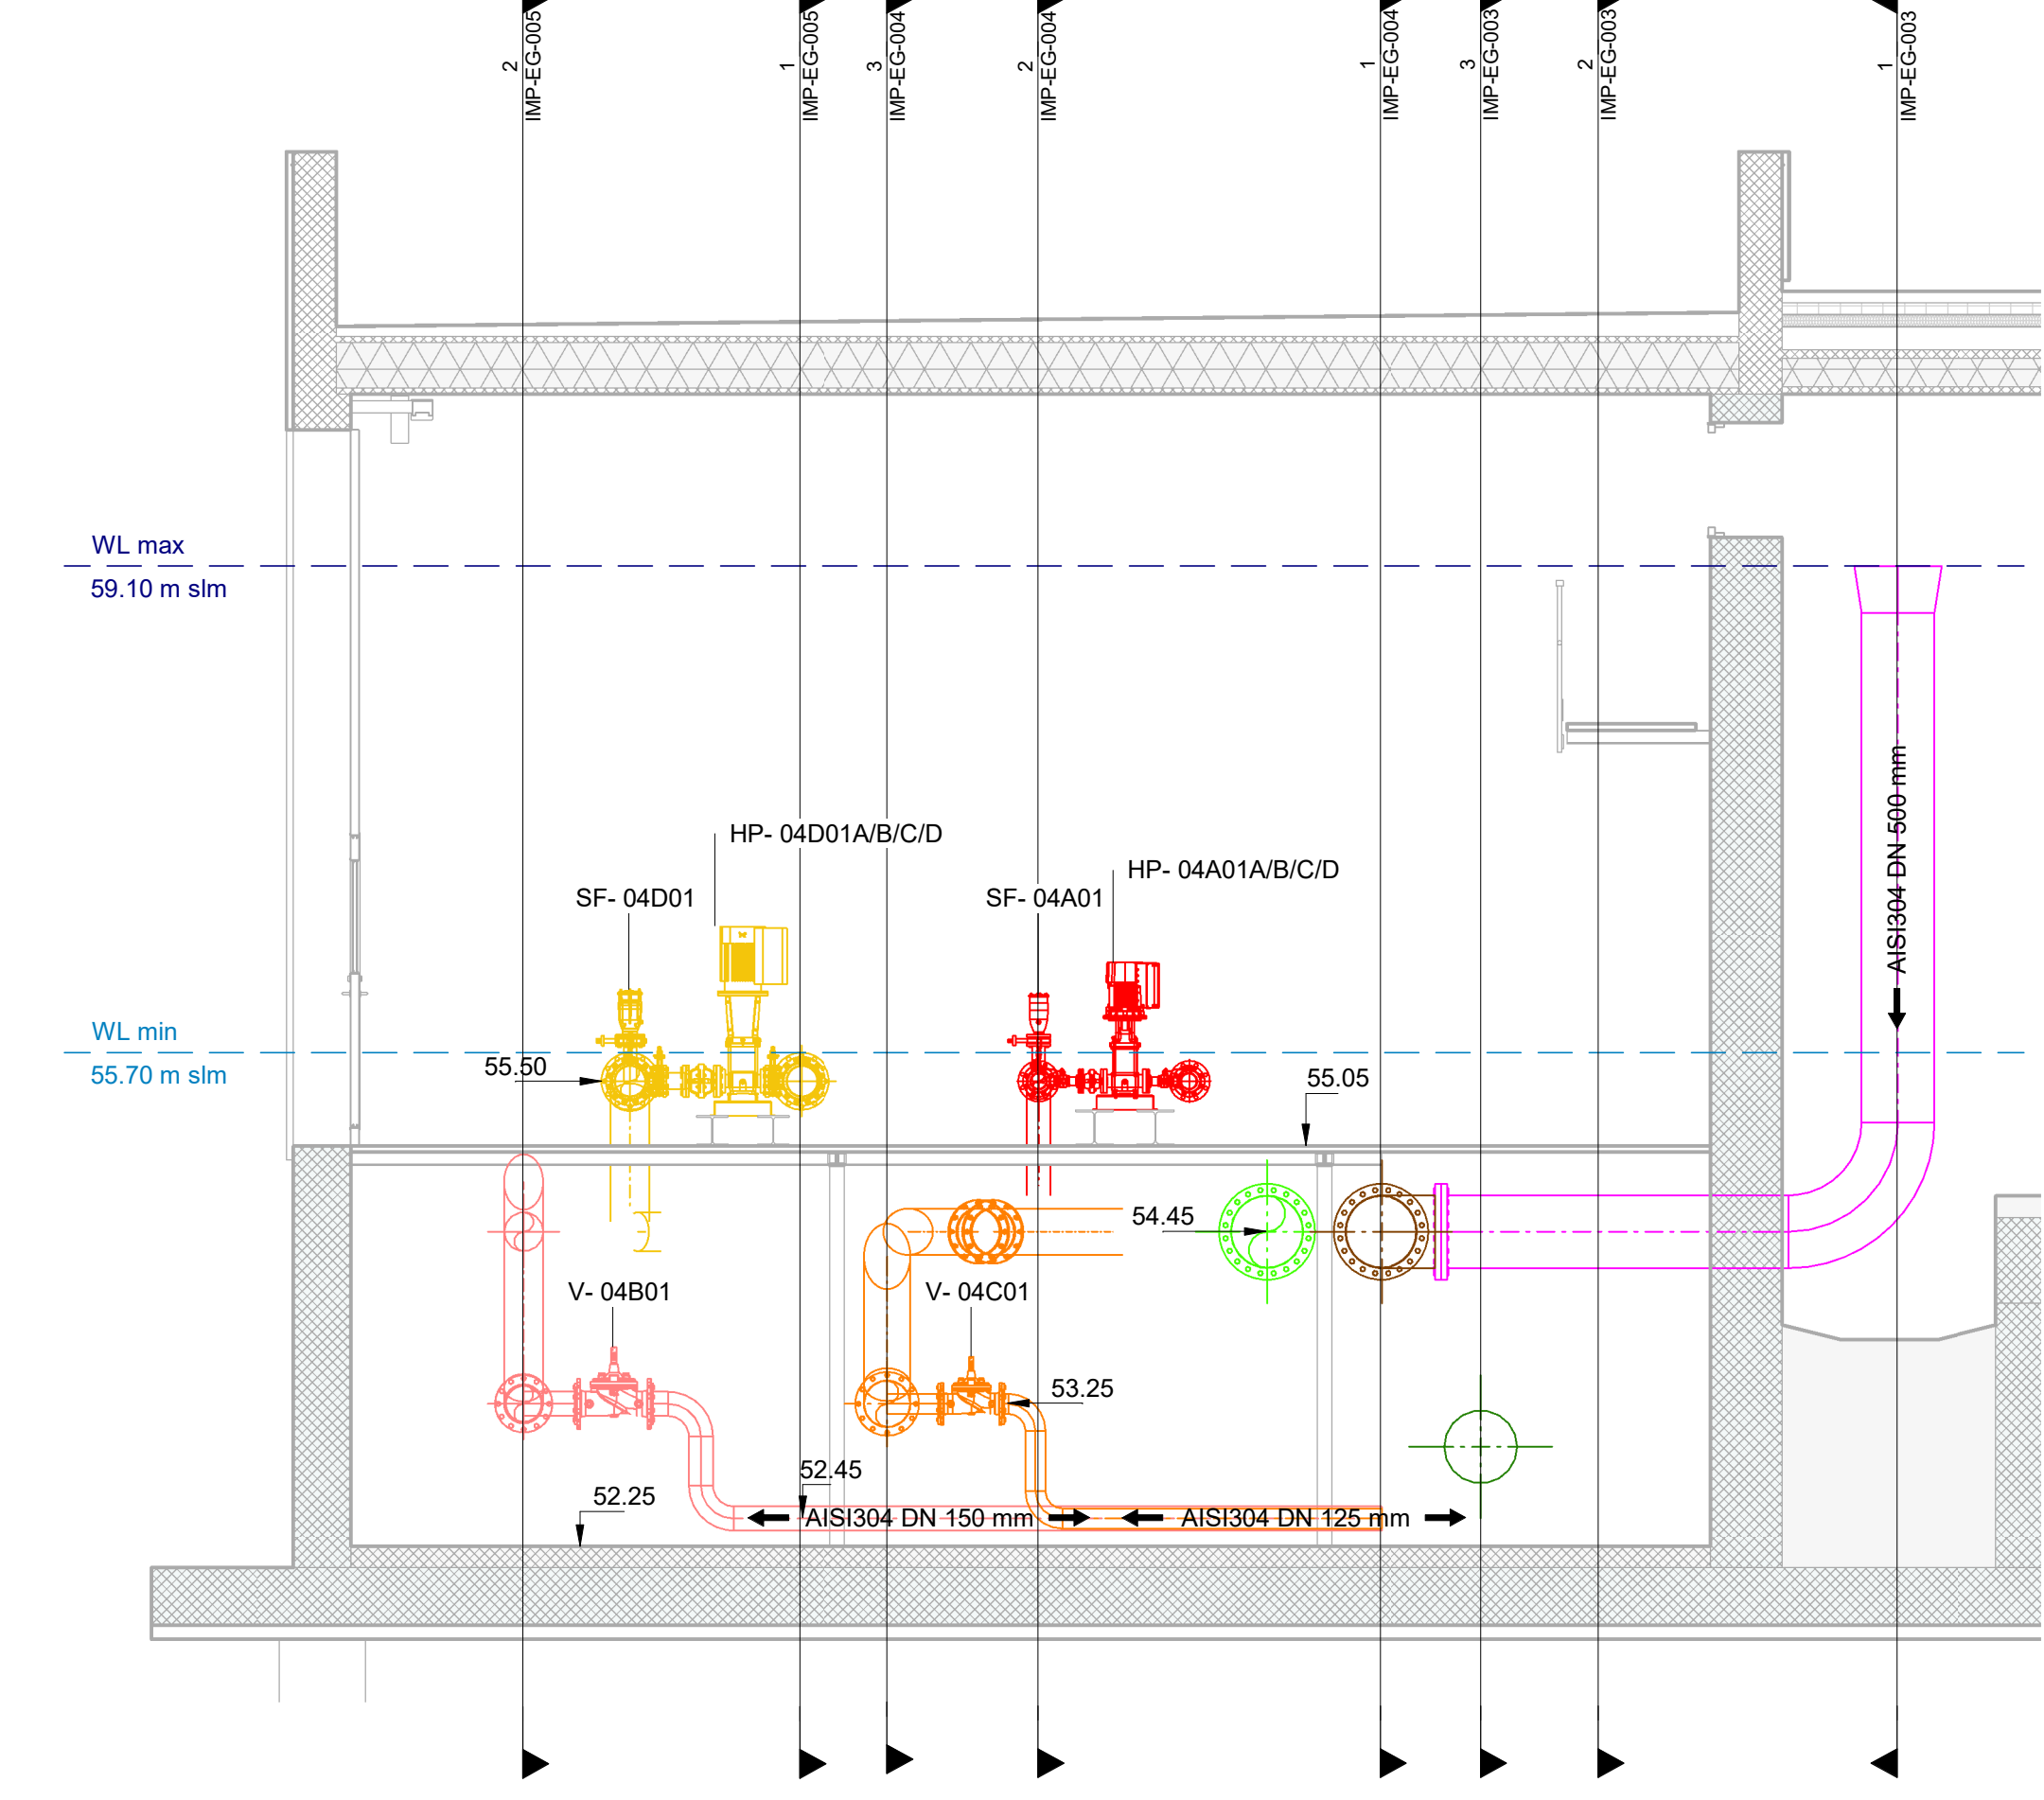 2
IMP-EG-005
1
IMP-EG-005
3
IMP-EG-004
2
IMP-EG-004
1
IMP-EG-004
3
IMP-EG-003
2
IMP-EG-003
1
IMP-EG-003
WL max
59.10 m slm
HP- 04D01A/B/C/D
HP- 04A01A/B/C/D
SF- 04D01
SF- 04A01
AISI304 DN 500 mm
WL min
55.70 m slm
55.50
55.05
54.45
V- 04B01
V- 04C01
53.25
52.45
52.25
AISI304 DN 150 mm
AISI304 DN 125 mm